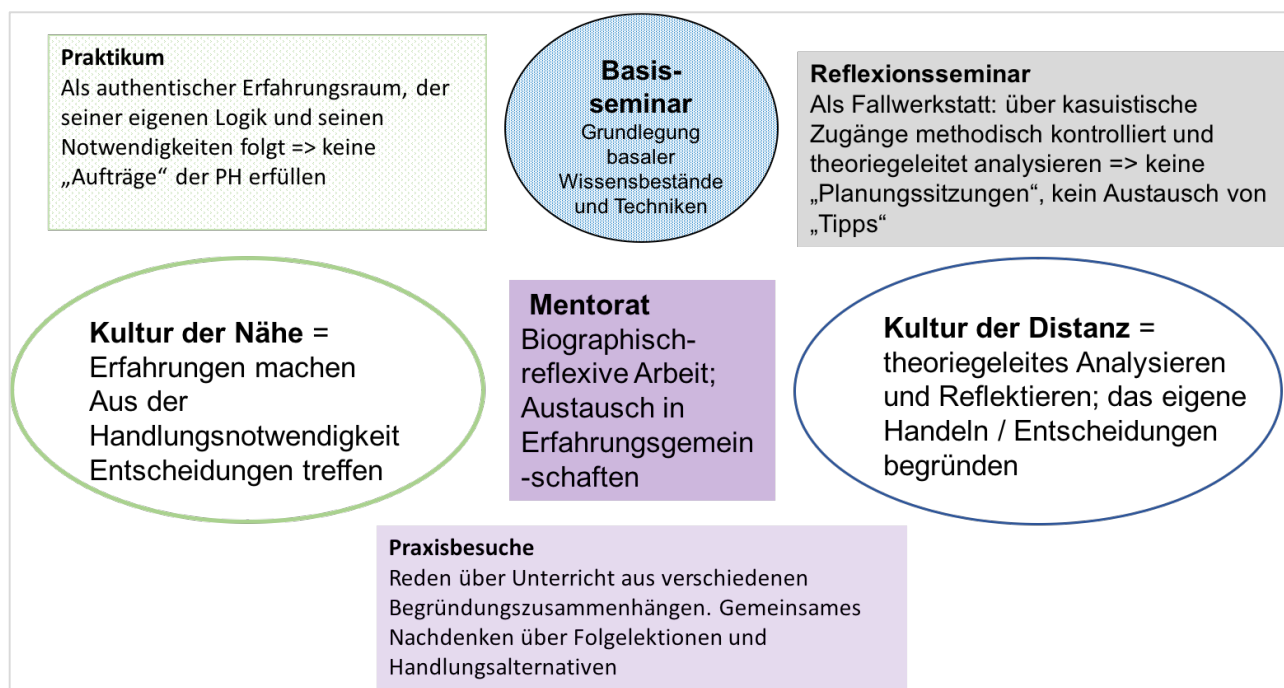 Praktikum
Als authentischer Erfahrungsraum, der
seiner eigenen Logik und seinen
Notwendigkeiten folgt => keine
„Aufträge“ der PH erfüllen
Basis-
seminar
Grundlegung
basaler
Wissensbestände
und Techniken
Reflexionsseminar
Als Fallwerkstatt: über kasuistische
Zugänge methodisch kontrolliert und
theoriegeleitet analysieren => keine
„Planungssitzungen“, kein Austausch von
„Tipps“
Kultur der Nähe =
Erfahrungen machen
Aus der
Handlungsnotwendigkeit
Entscheidungen treffen
Mentorat
Biographisch-
reflexive Arbeit;
Austausch in
Erfahrungsgemein
-schaften
Kultur der Distanz =
theoriegeleitetes Analysieren
und Reflektieren; das eigene
Handeln / Entscheidungen
begründen
Praxisbesuche
Reden über Unterricht aus verschiedenen
Begründungszusammenhängen. Gemeinsames
Nachdenken über Folgelektionen und
Handlungsalternativen